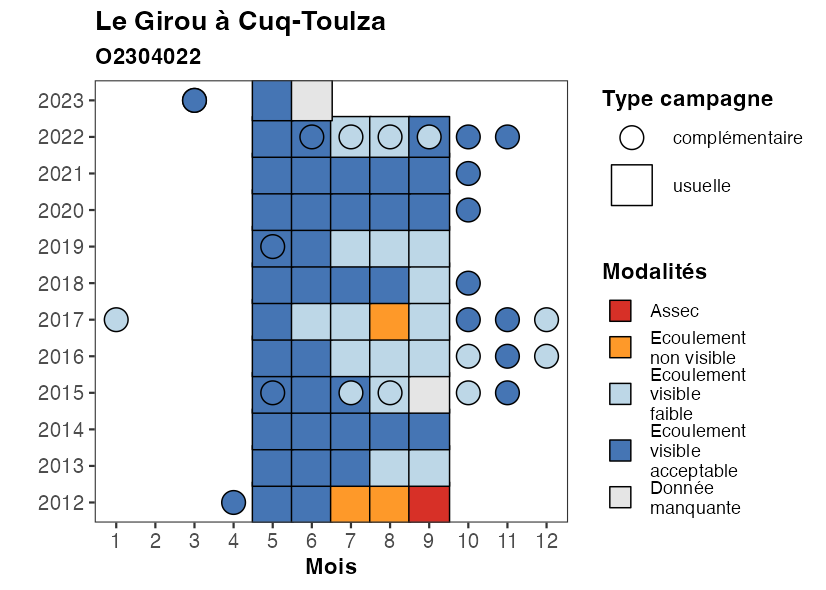 Le Girou à Cuq-Toulza
O2304022
2023
2022
2021
2020
2019
2018
2017
2016
2015
2014
2013
2012
1 2 3 4 5 6 7 8 9 10 11 12
Mois
Type campagne
complémentaire
usuelle
Modalités
Assec
Ecoulement
non visible
Ecoulement
visible
faible
Ecoulement
visible
acceptable
Donnée
manquante